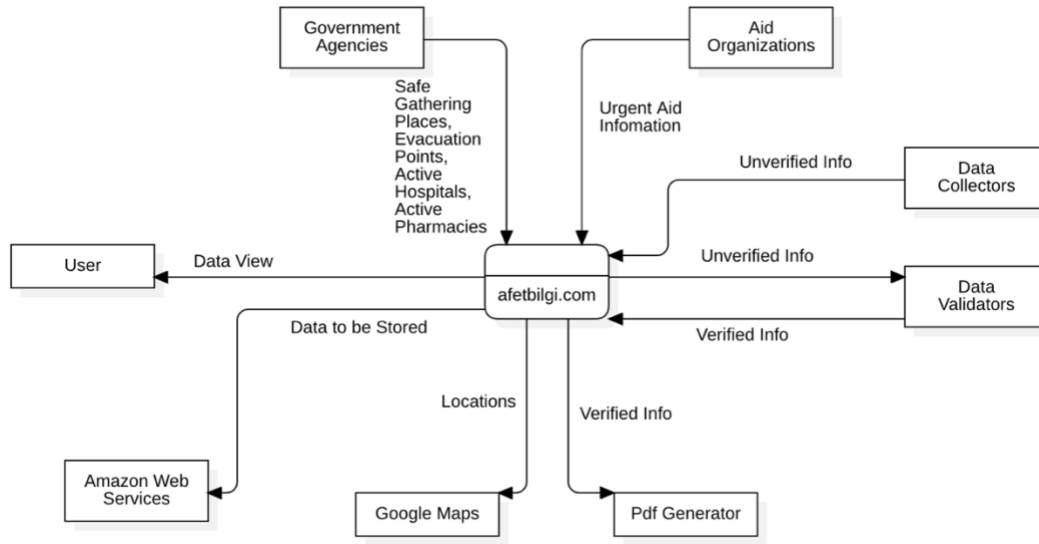 Government
Agencies
Aid
Organizations
Safe
Gathering
Places,
Evacuation
Points,
Active
Hospitals,
Active
Pharmacies
Urgent Aid
Infomation
Unverified Info
Data
Collectors
User
Data View
afetbilgi.com
Unverified Info
Data
Validators
Verified Info
Data to be Stored
Locations
Verified Info
Amazon Web
Services
Google Maps
Pdf Generator